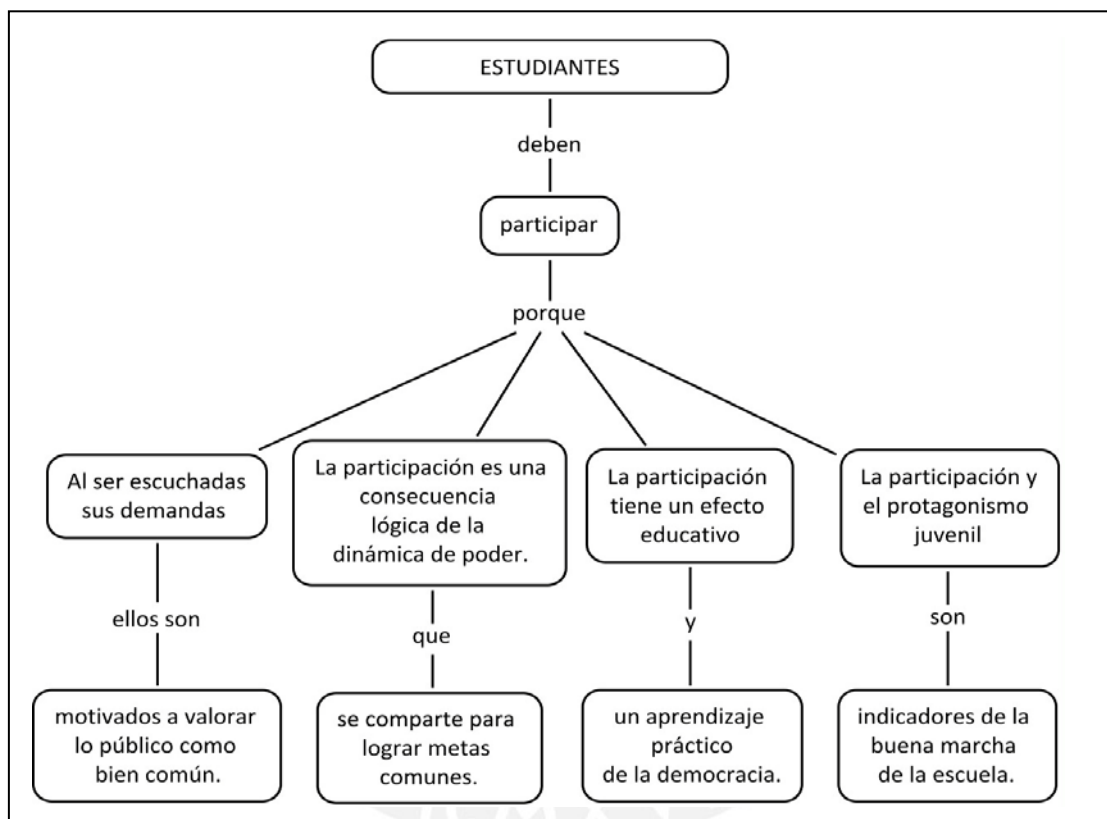 ESTUDIANTES
deben
participar
porque
Al ser escuchadas
sus demandas
ellos son
motivados a valorar
lo público como
bien común.
La participación es una
consecuencia
lógica de la
dinámica de poder.
que
se comparte para
lograr metas
comunes.
La participación
tiene un efecto
educativo
y
un aprendizaje
práctico
de la democracia.
La participación y
el protagonismo
juvenil
son
indicadores de la
buena marcha
de la escuela.